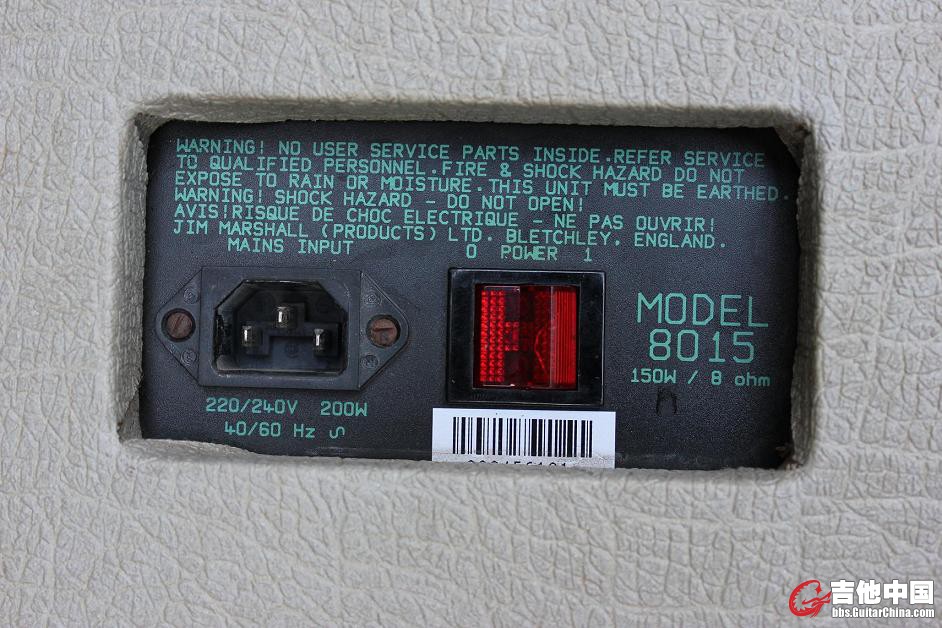 WARNING! NO USER SERVICE PARTS INSIDE.REFER SERVICE
TO QUALIFIED PERSONNEL.FIRE & SHOCK HAZARD DO NOT
EXPOSE TO RAIN OR MOISTURE.THIS UNIT MUST BE EARTHED.
WARNING! SHOCK HAZARD - DO NOT OPEN!
AVIS!RISQUE DE CHOC ELECTRIQUE - NE PAS OUVRIR!
JIM MARSHALL (PRODUCTS) LTD. BLETCHLEY, ENGLAND.
MAINS INPUT
0 POWER 1
MODEL
8015
150W / 8 ohm
220/240V 200W
40/60 Hz
吉他中国
bbs.GuitarChina.com